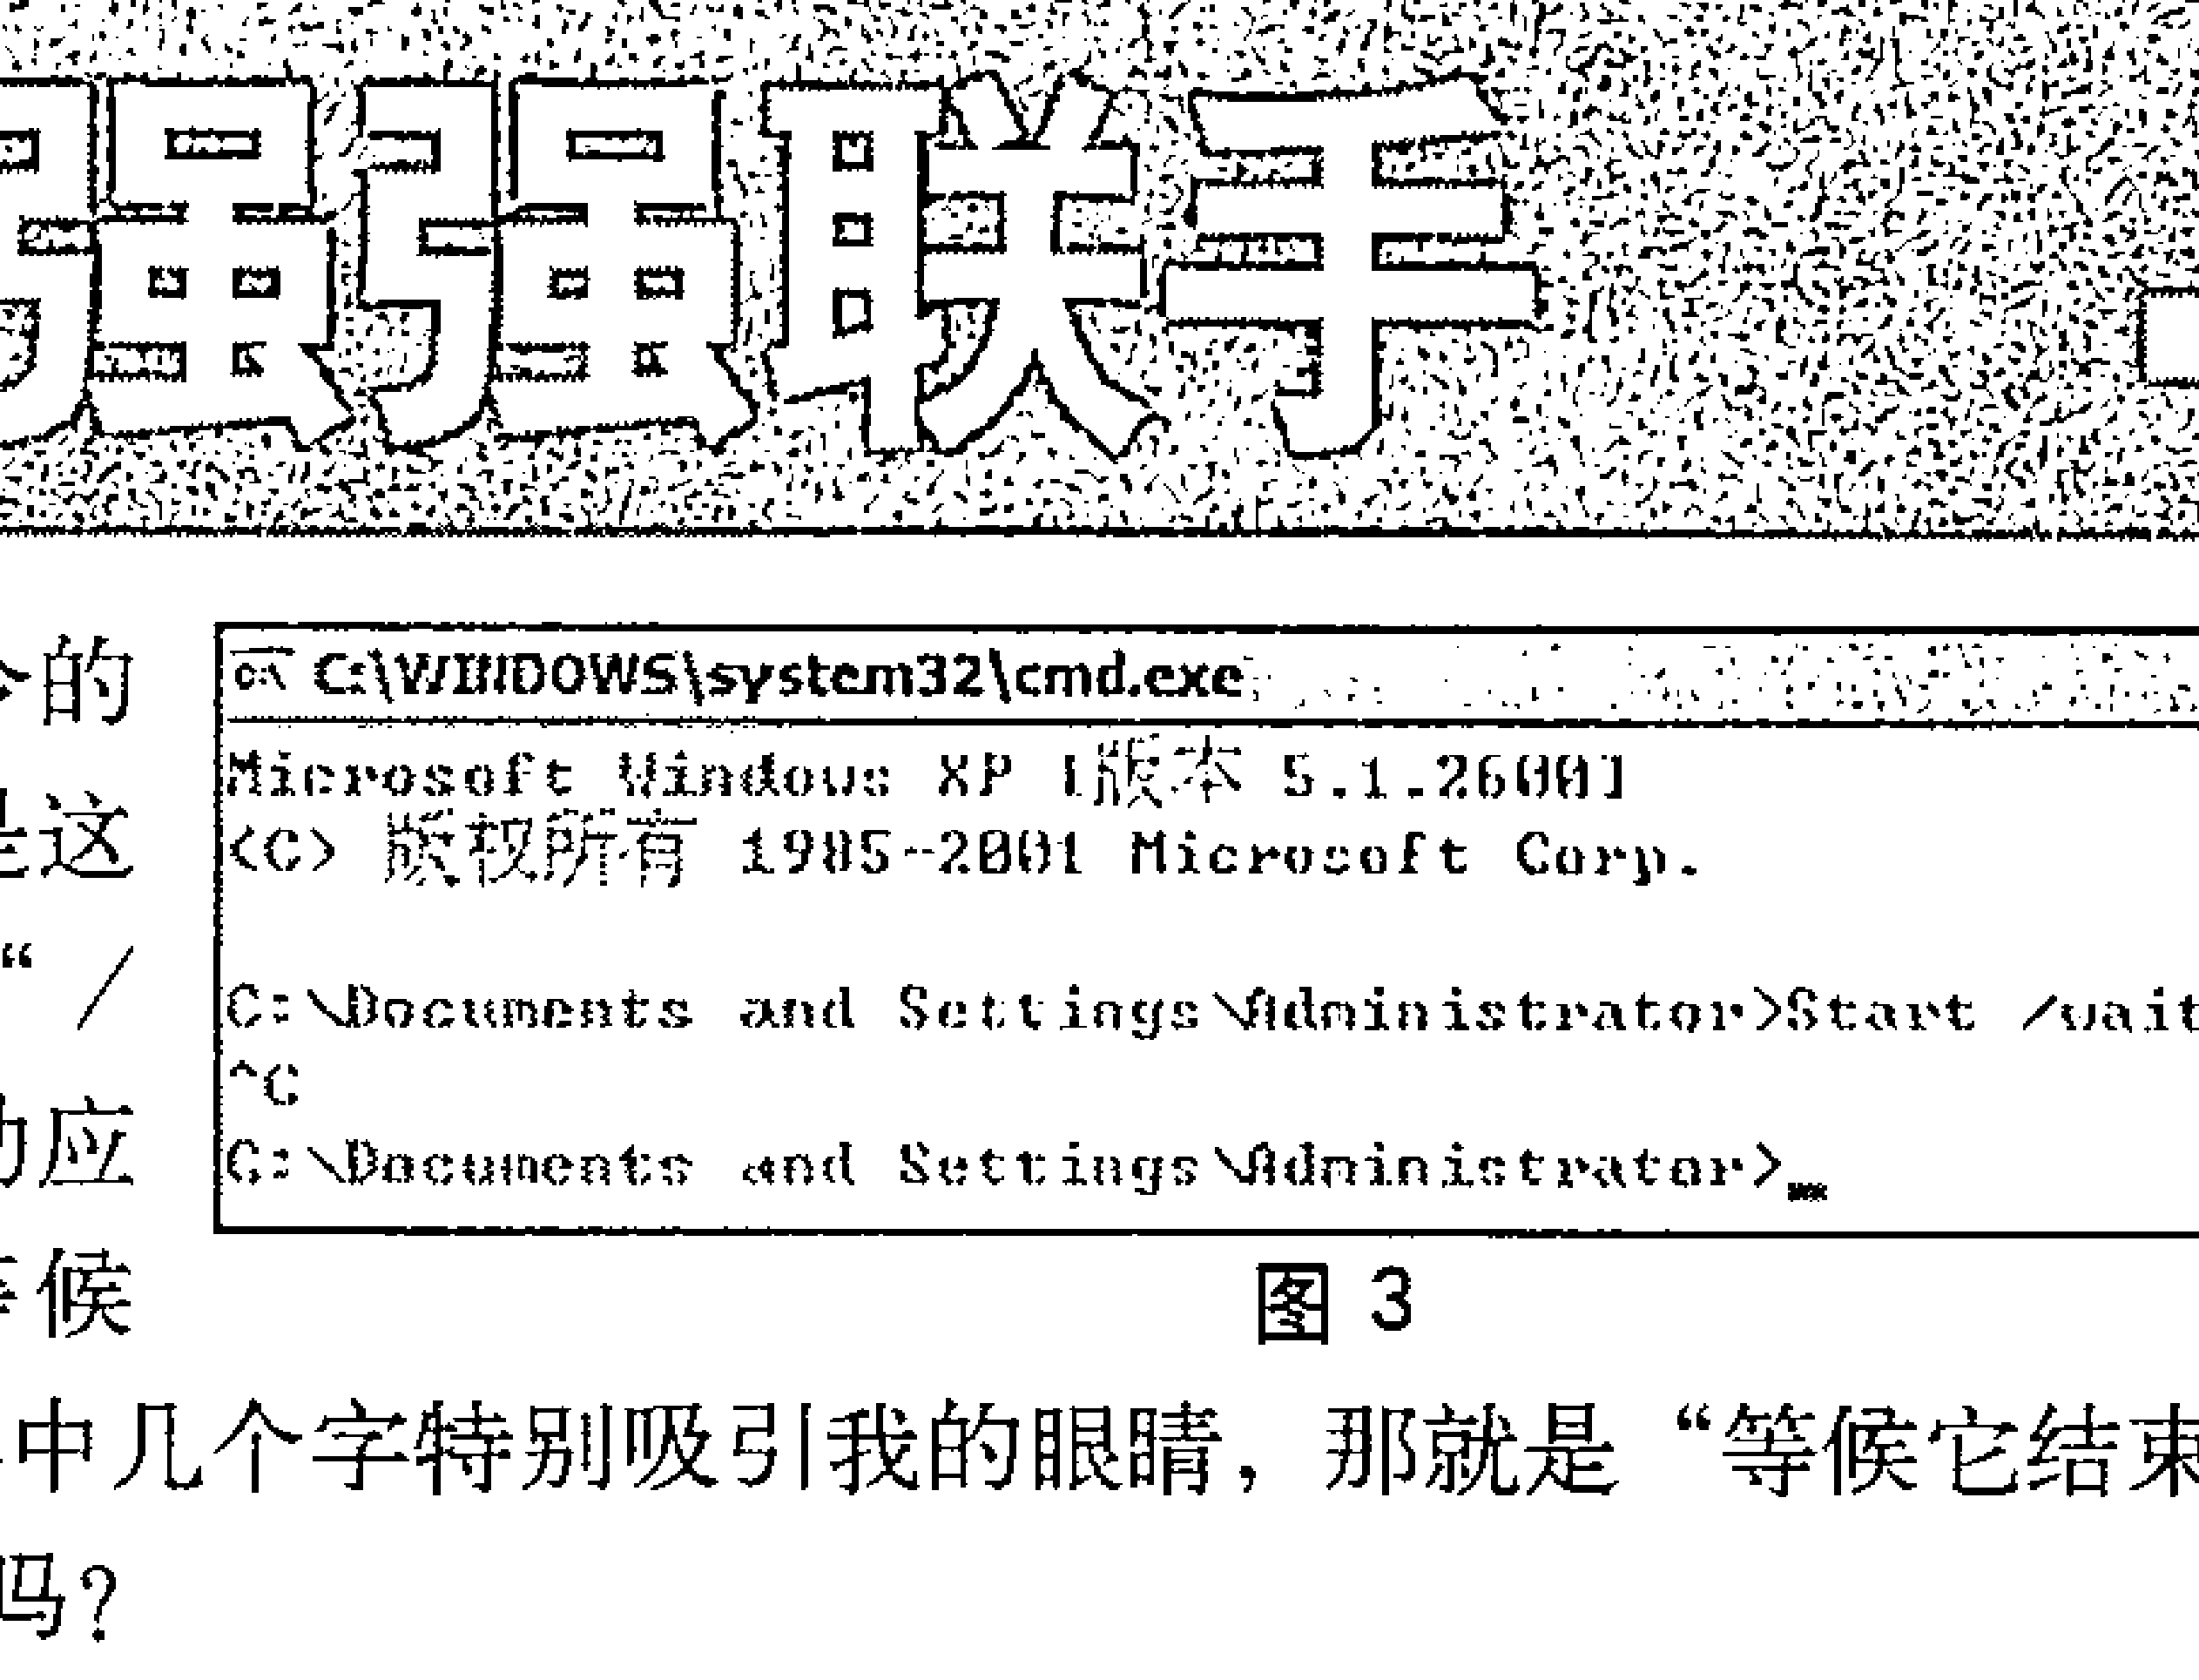 强强联手
的
是这
“ /
应
候
C:\WINDOWS\system32\cmd.exe
Microsoft Windows XP [版本 5.1.2600]
(C) 版权所有 1985-2001 Microsoft Corp.
C:\Documents and Settings\Administrator>Start /wait
^C
C:\Documents and Settings\Administrator>_
图 3
中几个字特别吸引我的眼睛，那就是“等候它结束
吗？